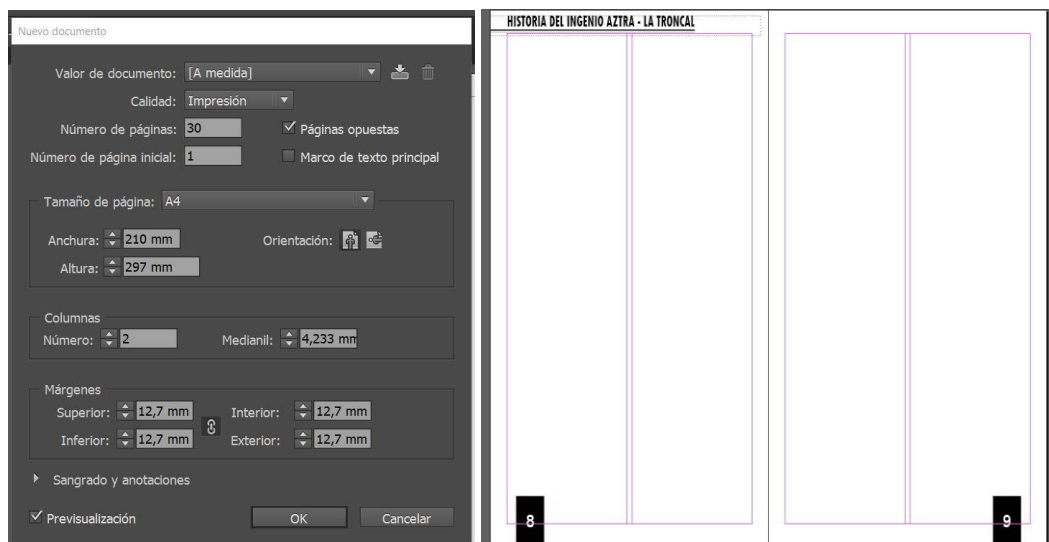 Nuevo documento
Valor de documento: [A medida]
Calidad: Impresión
Número de páginas: 30 Páginas opuestas
Número de página inicial: 1 Marco de texto principal
Tamaño de página: A4
Anchura: 210 mm Orientación:
Altura: 297 mm
Columnas
Número: 2 Medianil: 4,233 mm
Márgenes
Superior: 12,7 mm Interior: 12,7 mm
Inferior: 12,7 mm Exterior: 12,7 mm
Sangrado y anotaciones
Previsualización OK Cancelar
HISTORIA DEL INGENIO AZTRA - LA TRONCAL
8 9